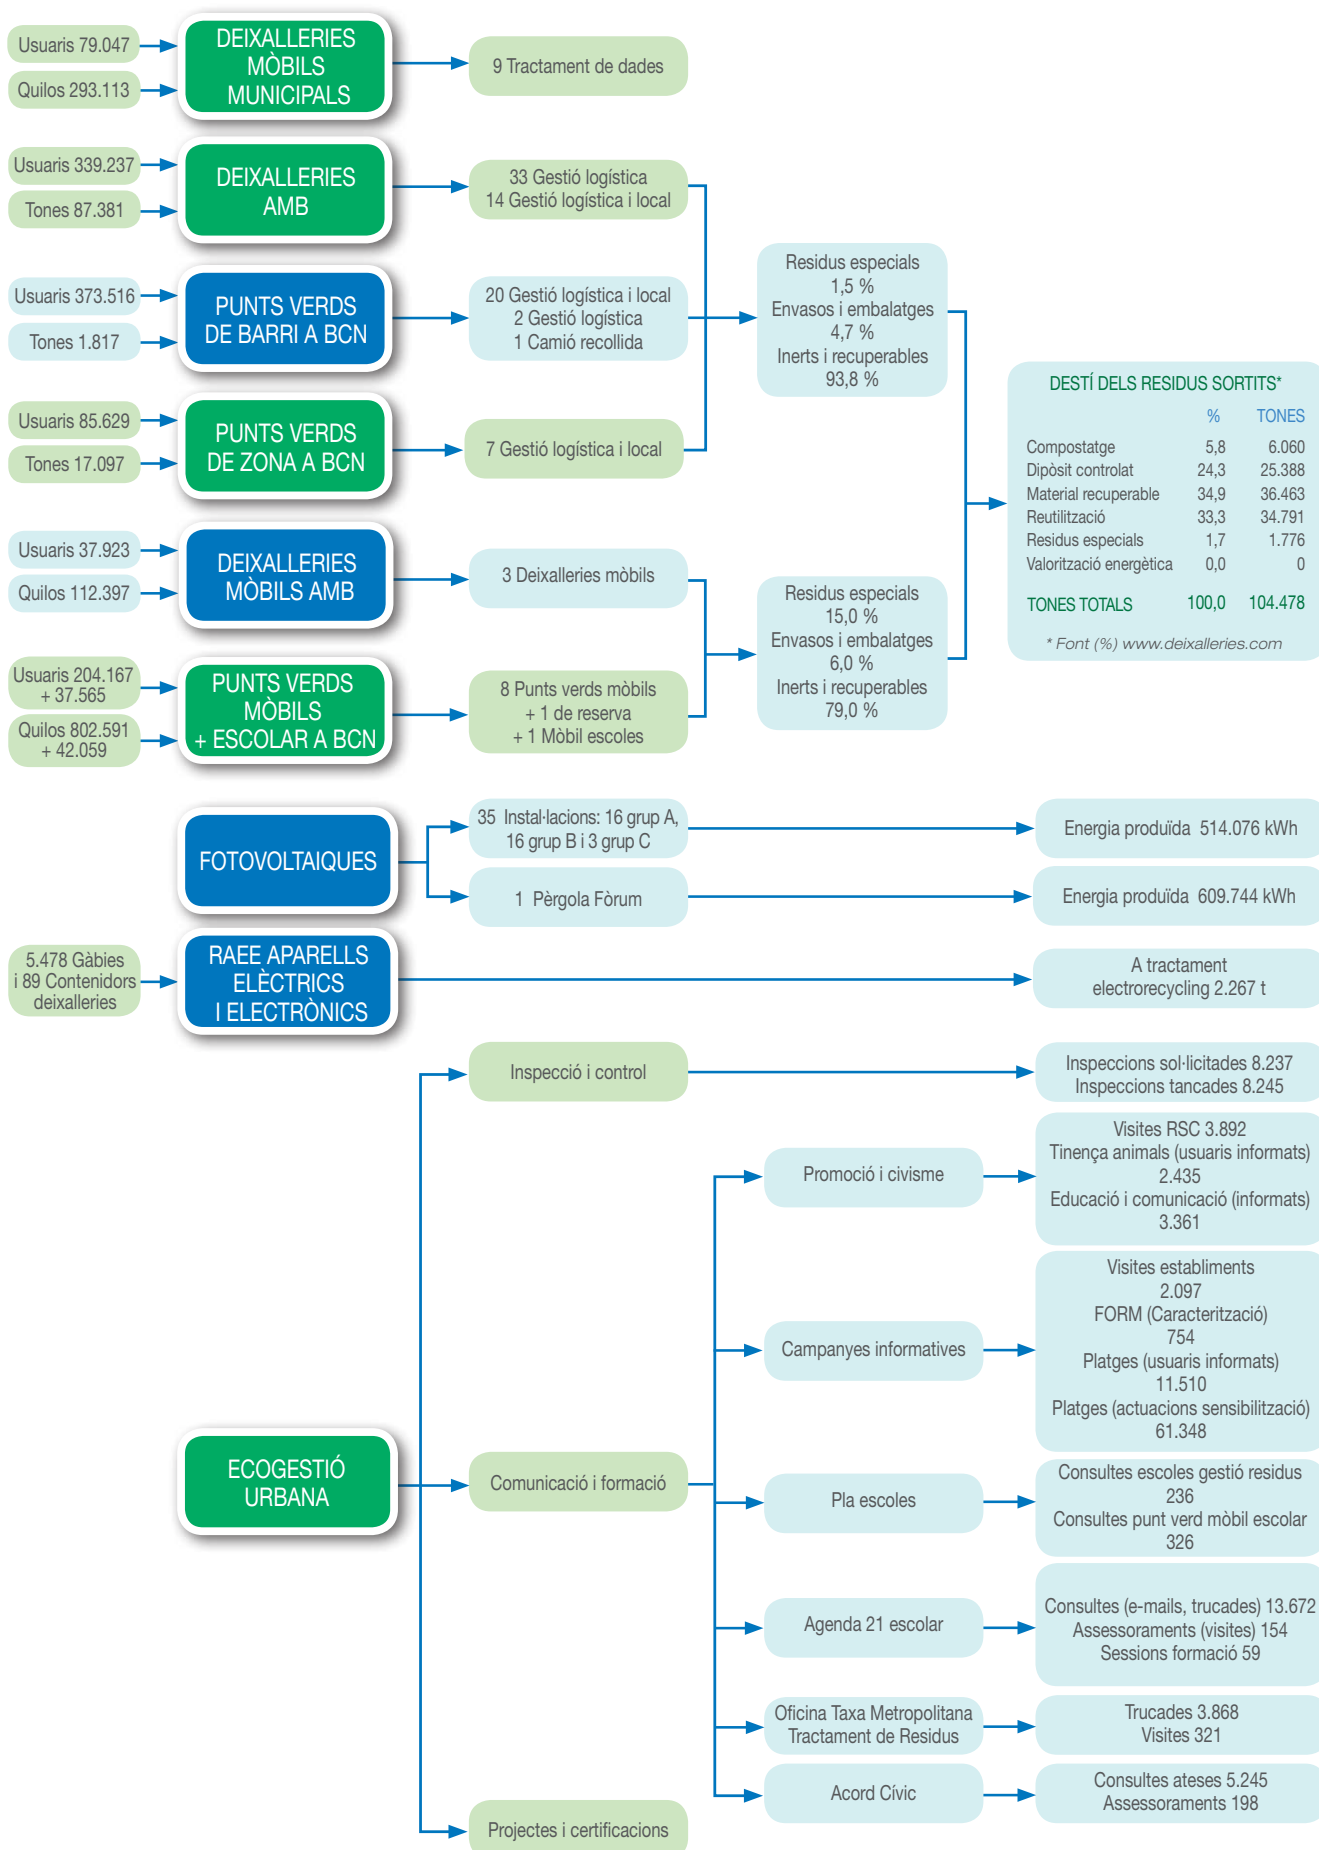 Usuaris 79.047
Quilos 293.113
DEIXALLERIES
MÒBILS
MUNICIPALS
9 Tractament de dades
Usuaris 339.237
Tones 87.381
DEIXALLERIES
AMB
33 Gestió logística
14 Gestió logística i local
Usuaris 373.516
Tones 1.817
PUNTS VERDS
DE BARRI A BCN
20 Gestió logística i local
2 Gestió logística
1 Camió recollida
Usuaris 85.629
Tones 17.097
PUNTS VERDS
DE ZONA A BCN
7 Gestió logística i local
Residus especials
1,5 %
Envasos i embalatges
4,7 %
Inerts i recuperables
93,8 %
Usuaris 37.923
Quilos 112.397
DEIXALLERIES
MÒBILS AMB
3 Deixalleries mòbils
Usuaris 204.167
+ 37.565
Quilos 802.591
+ 42.059
PUNTS VERDS
MÒBILS
+ ESCOLAR A BCN
8 Punts verds mòbils
+ 1 de reserva
+ 1 Mòbil escoles
Residus especials
15,0 %
Envasos i embalatges
6,0 %
Inerts i recuperables
79,0 %
DESTÍ DELS RESIDUS SORTITS*
% TONES
Compostatge 5,8 6.060
Dipòsit controlat 24,3 25.388
Material recuperable 34,9 36.463
Reutilització 33,3 34.791
Residus especials 1,7 1.776
Valorització energètica 0,0 0
TONES TOTALS 100,0 104.478
* Font (%) www.deixalleries.com
FOTOVOLTAIQUES
35 Instal·lacions: 16 grup A,
16 grup B i 3 grup C
Energia produïda 514.076 kWh
1 Pèrgola Fòrum
Energia produïda 609.744 kWh
5.478 Gàbies
i 89 Contenidors
deixalleries
RAEE APARELLS
ELÈCTRICS
I ELECTRÒNICS
A tractament
electrorecycling 2.267 t
ECOGESTIÓ
URBANA
Inspecció i control
Inspeccions sol·licitades 8.237
Inspeccions tancades 8.245
Comunicació i formació
Promoció i civisme
Visites RSC 3.892
Tinença animals (usuaris informats)
2.435
Educació i comunicació (informats)
3.361
Campanyes informatives
Visites establiments
2.097
FORM (Caracterització)
754
Platges (usuaris informats)
11.510
Platges (actuacions sensibilització)
61.348
Pla escoles
Consultes escoles gestió residus
236
Consultes punt verd mòbil escolar
326
Agenda 21 escolar
Consultes (e-mails, trucades) 13.672
Assessoraments (visites) 154
Sessions formació 59
Oficina Taxa Metropolitana
Tractament de Residus
Trucades 3.868
Visites 321
Acord Cívic
Consultes ateses 5.245
Assessoraments 198
Projectes i certificacions